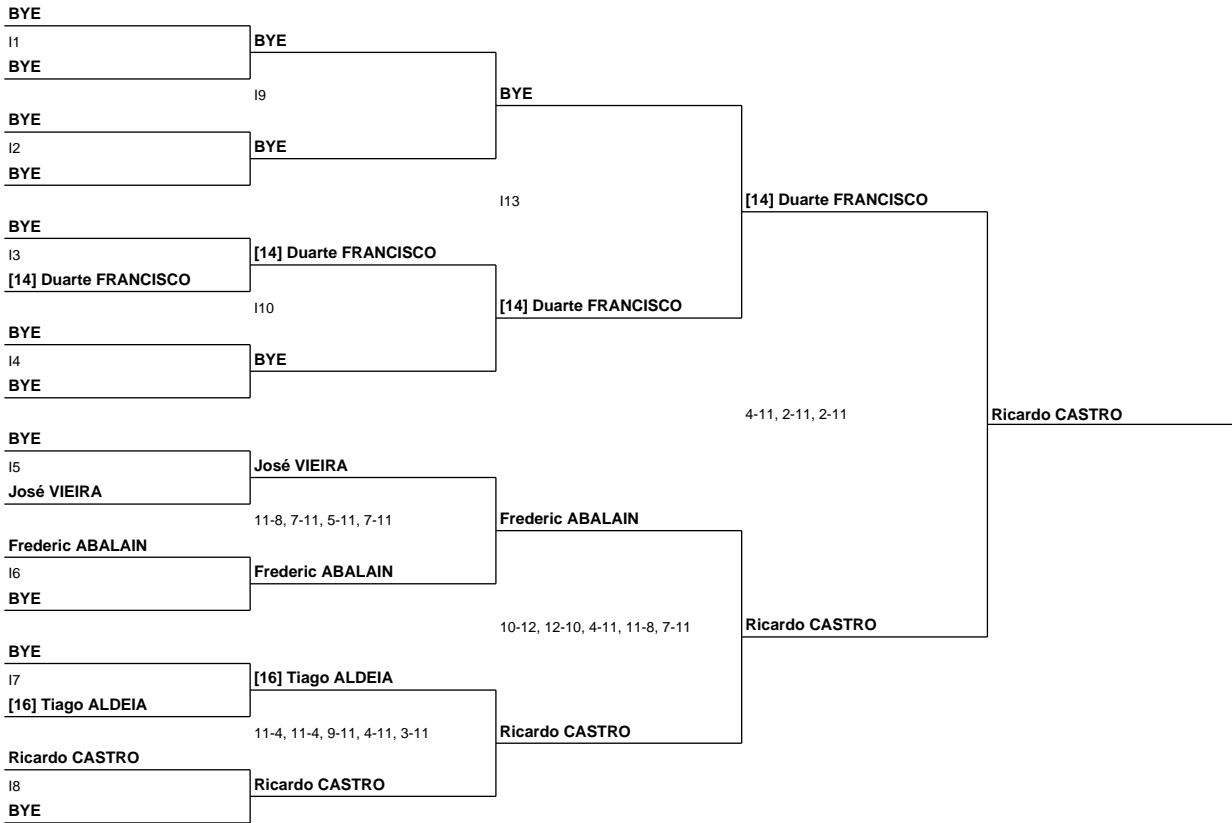 BYE
I1
BYE
BYE
I9
BYE
BYE
I2
BYE
BYE
I13
[14] Duarte FRANCISCO
BYE
I3
[14] Duarte FRANCISCO
[14] Duarte FRANCISCO
I10
[14] Duarte FRANCISCO
BYE
I4
BYE
BYE
4-11, 2-11, 2-11
Ricardo CASTRO
BYE
I5
José VIEIRA
José VIEIRA
11-8, 7-11, 5-11, 7-11
Frederic ABALAIN
Frederic ABALAIN
I6
Frederic ABALAIN
BYE
10-12, 12-10, 4-11, 11-8, 7-11
Ricardo CASTRO
BYE
I7
[16] Tiago ALDEIA
[16] Tiago ALDEIA
11-4, 11-4, 9-11, 4-11, 3-11
Ricardo CASTRO
Ricardo CASTRO
I8
Ricardo CASTRO
BYE